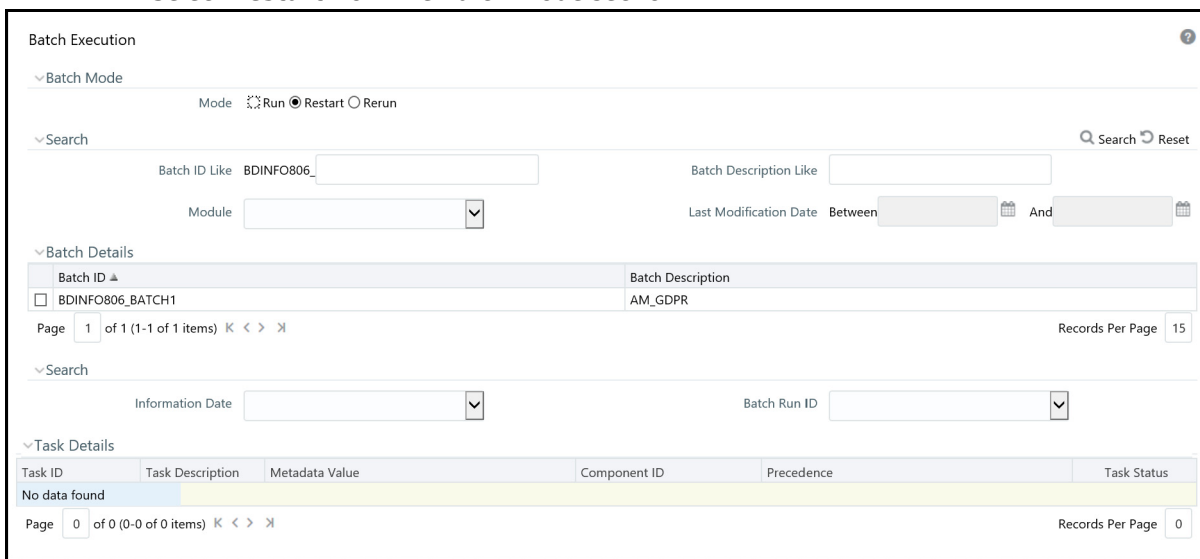 Batch Execution
Batch Mode
Mode Run Restart Rerun
Search Search Reset
Batch ID Like BDINFO806_ Batch Description Like
Module Last Modification Date Between And
Batch Details
Batch ID Batch Description
BDINFO806_BATCH1 AM_GDPR
Page 1 of 1 (1-1 of 1 items) Records Per Page 15
Search
Information Date Batch Run ID
Task Details
Task ID Task Description Metadata Value Component ID Precedence Task Status
No data found
Page 0 of 0 (0-0 of 0 items) Records Per Page 0